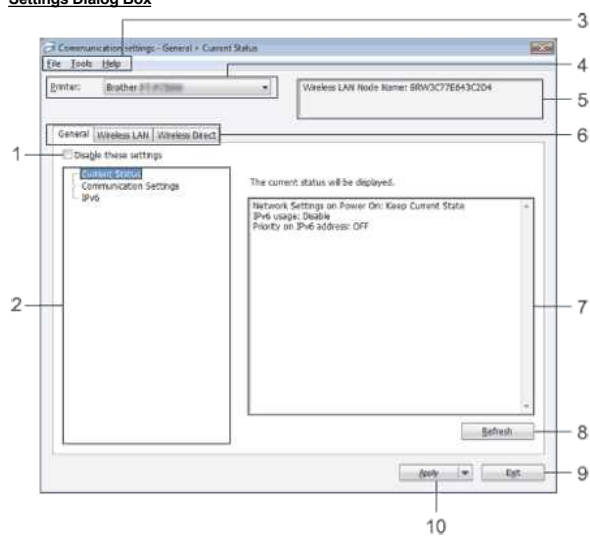 Settings Dialog Box
3
Communication settings - General > Current Status
File Tools Help
4
Printer:
Brother
Wireless LAN Node Name: BRW3C77E643C2D4
5
General Wireless LAN Wireless Direct
6
1
Disable these settings
Current Status
Communication Settings
IPv6
The current status will be displayed.
Network Settings on Power On: Keep Current State
IPv6 usage: Disable
Priority on IPv6 address: OFF
2
7
Refresh
8
Apply
Exit
9
10